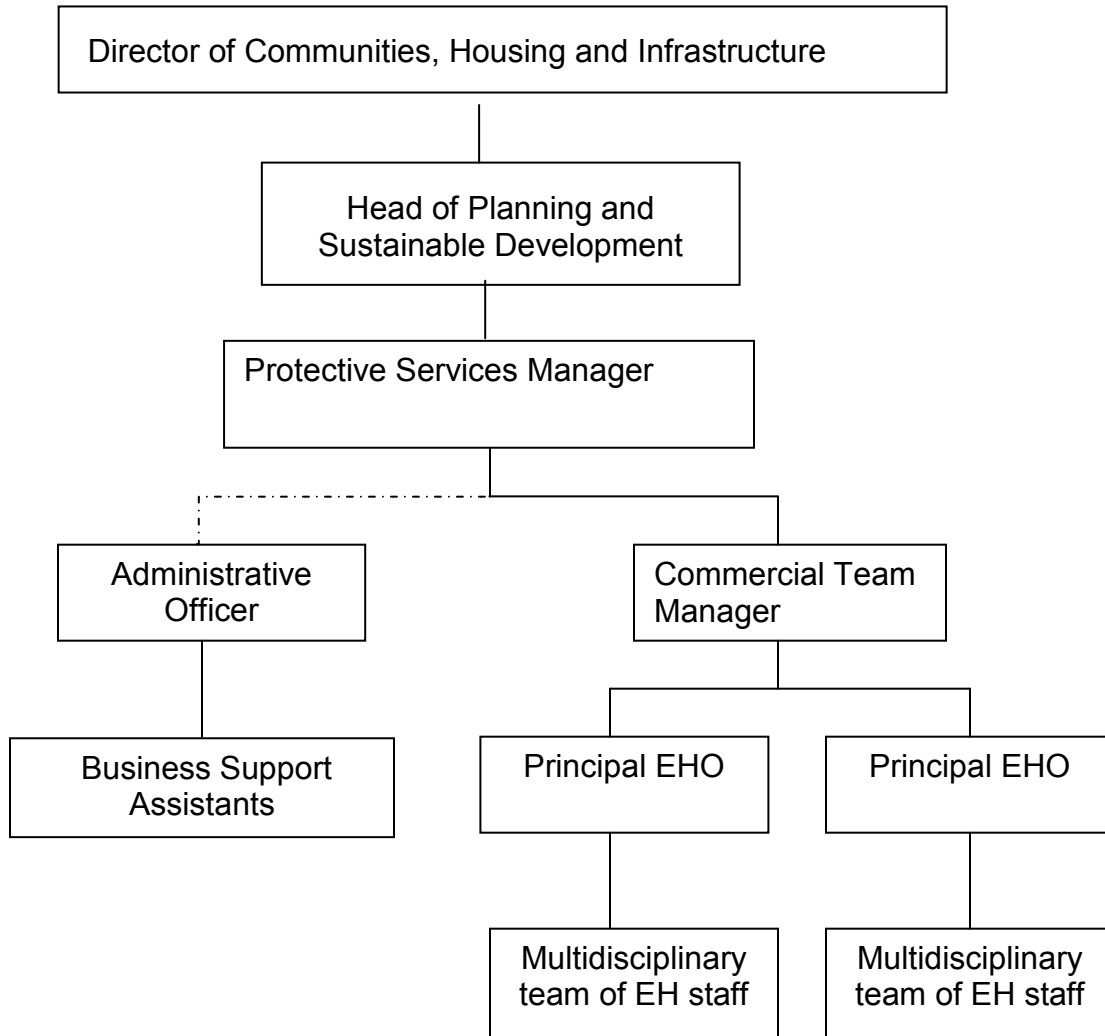 Director of Communities, Housing and Infrastructure
Head of Planning and
Sustainable Development
Protective Services Manager
Administrative
Officer
Commercial Team
Manager
Business Support
Assistants
Principal EHO
Principal EHO
Multidisciplinary
team of EH staff
Multidisciplinary
team of EH staff